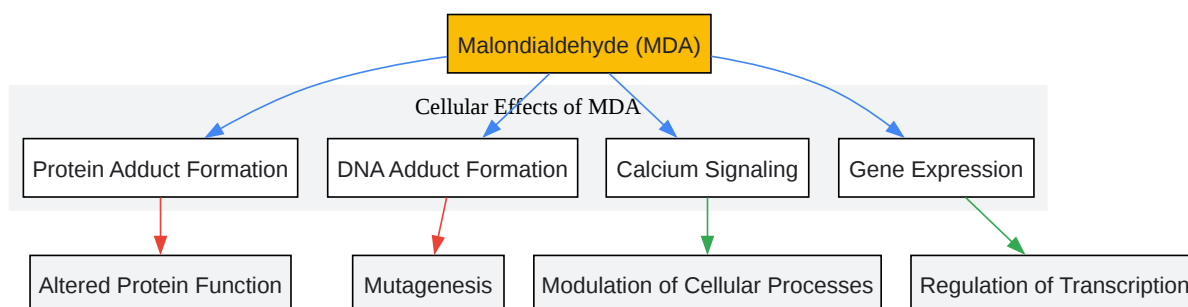 Malondialdehyde (MDA)
Cellular Effects of MDA
Protein Adduct Formation
DNA Adduct Formation
Calcium Signaling
Gene Expression
Altered Protein Function
Mutagenesis
Modulation of Cellular Processes
Regulation of Transcription